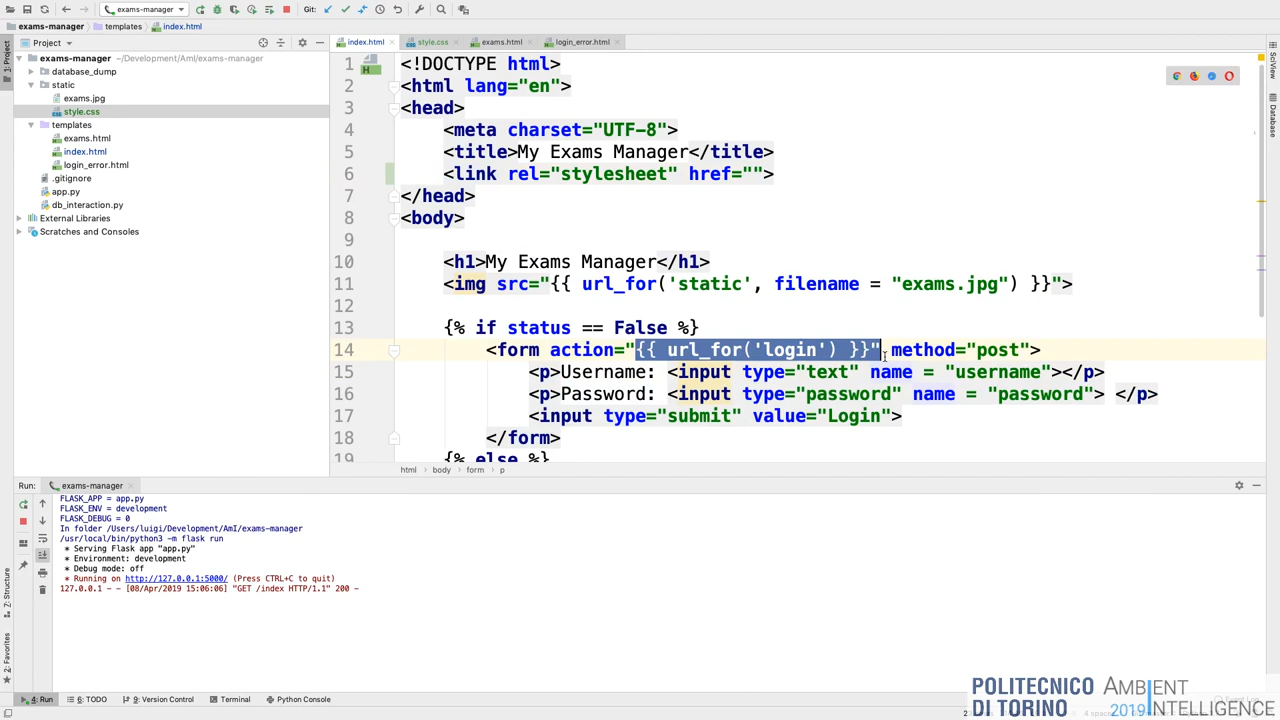 exams-manager
Git:
exams-manager
templates
index.html
Project
index.html
style.css
exams.html
login_error.html
1: Project
exams-manager ~/Development/AmI/exams-manager
database_dump
static
exams.jpg
style.css
templates
exams.html
index.html
login_error.html
.gitignore
app.py
db_interaction.py
External Libraries
Scratches and Consoles
1 <!DOCTYPE html>
2 <html lang="en">
3 <head>
4 <meta charset="UTF-8">
5 <title>My Exams Manager</title>
6 <link rel="stylesheet" href="">
7 </head>
8 <body>
9
10 <h1>My Exams Manager</h1>
11 <img src="{{ url_for('static', filename = "exams.jpg") }}">
12
13 {% if status == False %}
14 <form action="{{ url_for('login') }}" method="post">
15 <p>Username: <input type="text" name = "username"></p>
16 <p>Password: <input type="password" name = "password"> </p>
17 <input type="submit" value="Login">
18 </form>
19 {% else %}
html
body
form
p
SciView
Database
Run:
exams-manager
FLASK_APP = app.py
FLASK_ENV = development
FLASK_DEBUG = 0
In folder /Users/luigi/Development/AmI/exams-manager
/usr/local/bin/python3 -m flask run
* Serving Flask app "app.py"
* Environment: development
* Debug mode: off
* Running on http://127.0.0.1:5000/ (Press CTRL+C to quit)
127.0.0.1 - - [08/Apr/2019 15:06:06] "GET /index HTTP/1.1" 200 -
7: Structure
2: Favorites
4: Run
6: TODO
9: Version Control
Terminal
Python Console
POLITECNICO
DI TORINO
AMBIENT
2019 INTELLIGENCE